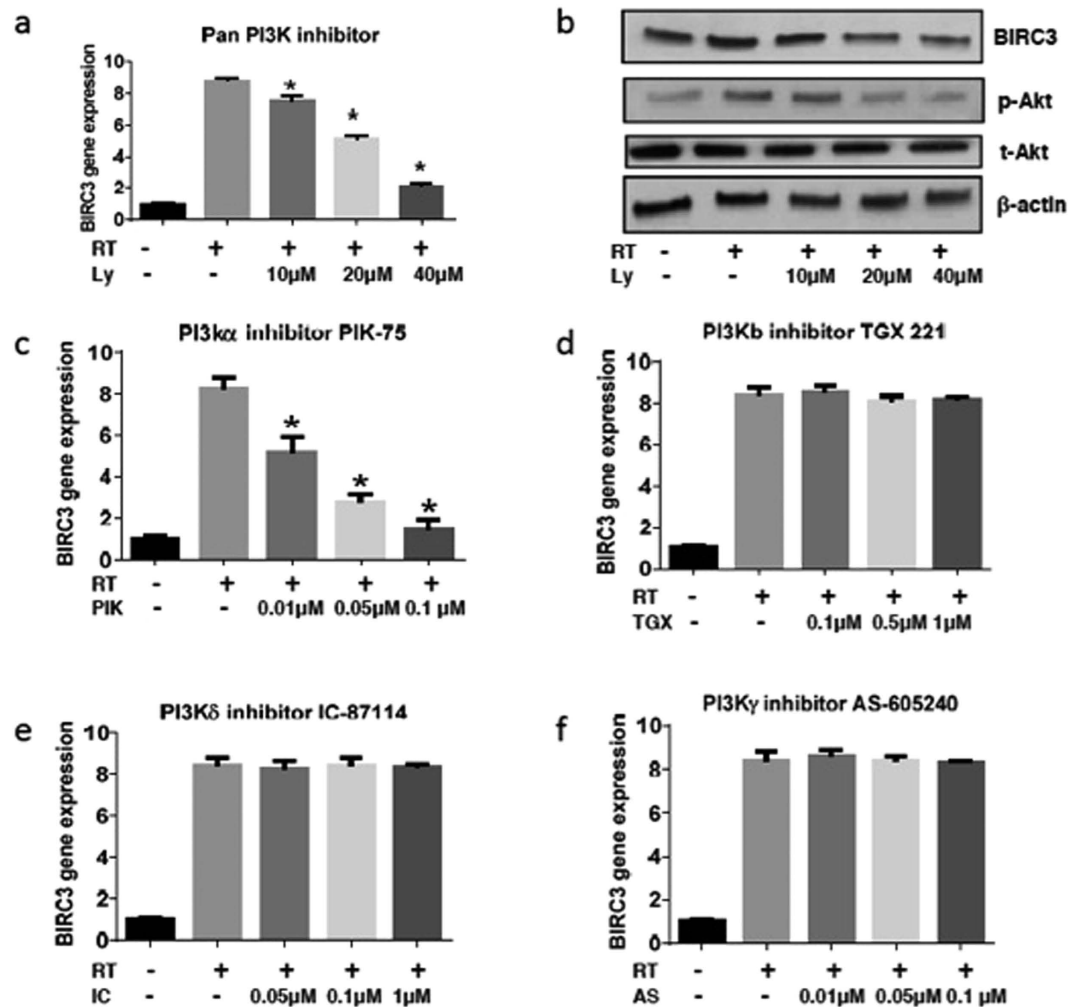 a
Pan PI3K inhibitor
BIRC3 gene expression
10
8
6
4
2
0
* * *
RT - + + + +
Ly - - 10μM 20μM 40μM
b
BIRC3
p-Akt
t-Akt
β-actin
RT - + + + +
Ly - - 10μM 20μM 40μM
c
PI3kα inhibitor PIK-75
BIRC3 gene expression
10
8
6
4
2
0
* * *
RT - + + + +
PIK - - 0.01μM 0.05μM 0.1 μM
d
PI3Kb inhibitor TGX 221
BIRC3 gene expression
10
8
6
4
2
0
RT - + + + +
TGX - - 0.1μM 0.5μM 1μM
e
PI3Kδ inhibitor IC-87114
BIRC3 gene expression
10
8
6
4
2
0
RT - + + + +
IC - - 0.05μM 0.1μM 1μM
f
PI3Kγ inhibitor AS-605240
BIRC3 gene expression
10
8
6
4
2
0
RT - + + + +
AS - - 0.01μM 0.05μM 0.1 μM